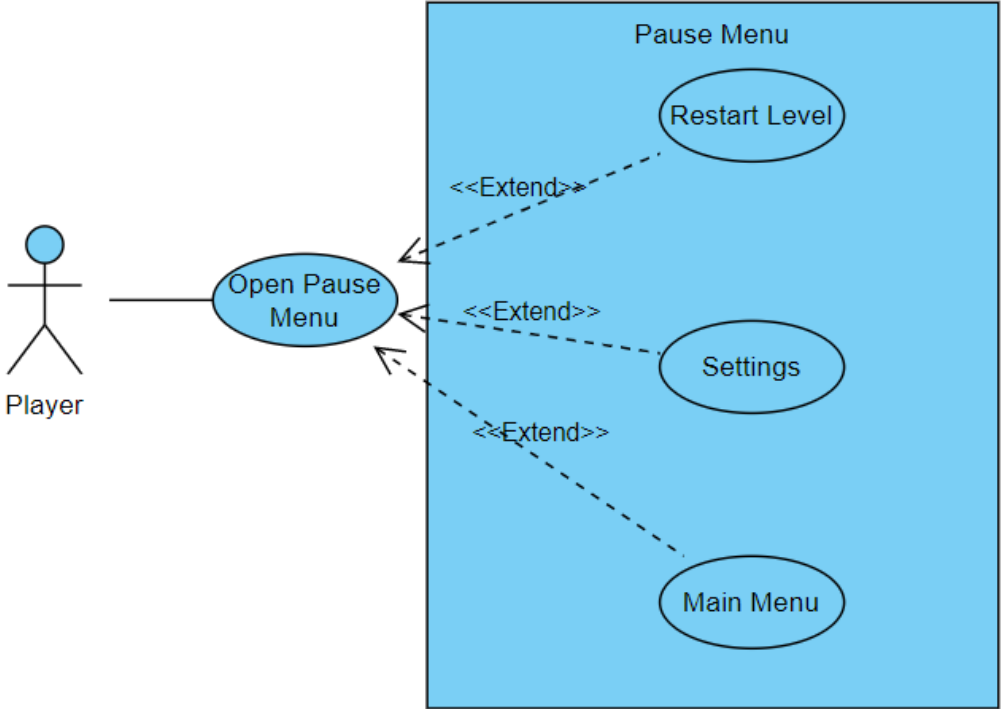 Pause Menu
Restart Level
<<Extend>>
Open Pause
Menu
<<Extend>>
Settings
Player
<<Extend>>
Main Menu